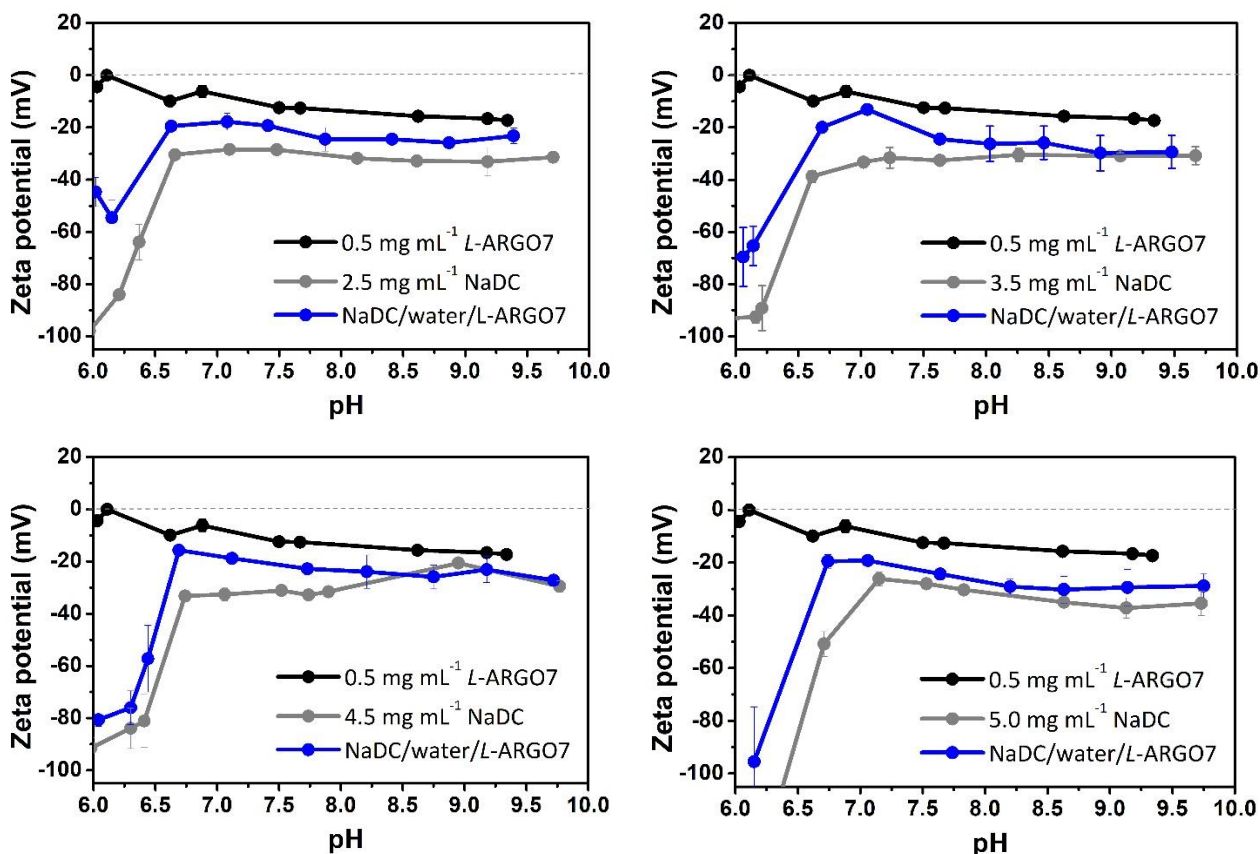 20
0
-20
-40
-60
-80
-100
Zeta potential (mV)
0.5 mg mL⁻¹ L-ARGO7
2.5 mg mL⁻¹ NaDC
NaDC/water/L-ARGO7
6.0 6.5 7.0 7.5 8.0 8.5 9.0 9.5 10.0
pH
20
0
-20
-40
-60
-80
-100
Zeta potential (mV)
0.5 mg mL⁻¹ L-ARGO7
3.5 mg mL⁻¹ NaDC
NaDC/water/L-ARGO7
6.0 6.5 7.0 7.5 8.0 8.5 9.0 9.5 10.0
pH
20
0
-20
-40
-60
-80
-100
Zeta potential (mV)
0.5 mg mL⁻¹ L-ARGO7
4.5 mg mL⁻¹ NaDC
NaDC/water/L-ARGO7
6.0 6.5 7.0 7.5 8.0 8.5 9.0 9.5 10.0
pH
20
0
-20
-40
-60
-80
-100
Zeta potential (mV)
0.5 mg mL⁻¹ L-ARGO7
5.0 mg mL⁻¹ NaDC
NaDC/water/L-ARGO7
6.0 6.5 7.0 7.5 8.0 8.5 9.0 9.5 10.0
pH